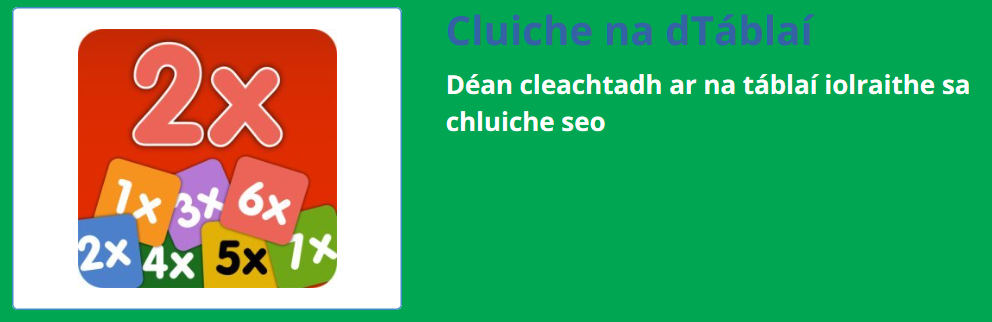 2x
1x
3x
6x
2x
4x
5x
1x
Cluiche na dTáblaí
Déan cleachtadh ar na táblaí iolraithe sa
chluiche seo